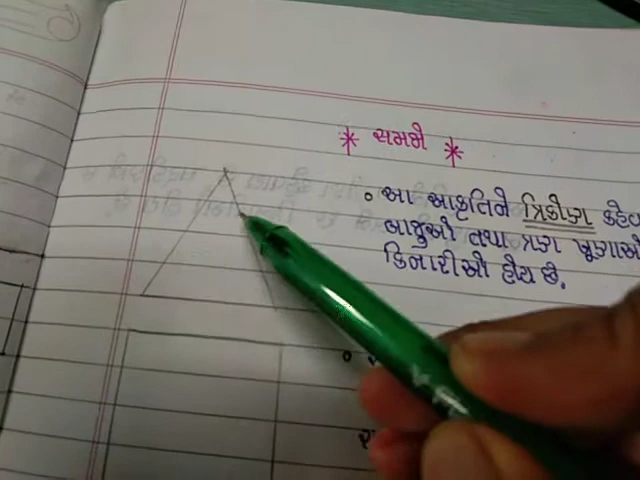 * સમજો *
આ આકૃતિને ત્રિકોણ
બાજુઓ તથા ત્રણ ખૂણાઓ
કિનારીઓ હોય છે.